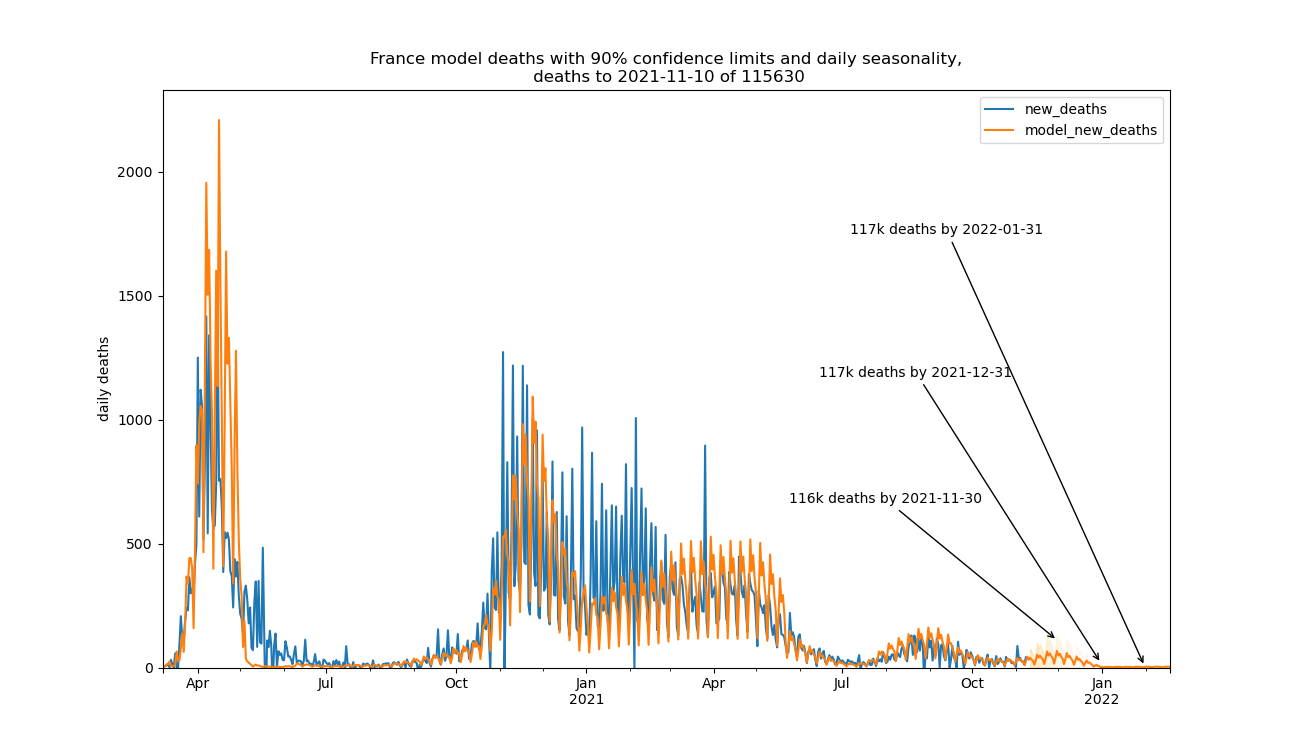 France model deaths with 90% confidence limits and daily seasonality,
deaths to 2021-11-10 of 115630
new_deaths
model_new_deaths
2000
1500
1000
500
0
daily deaths
117k deaths by 2022-01-31
117k deaths by 2021-12-31
116k deaths by 2021-11-30
Apr Jul Oct Jan Apr Jul Oct Jan
2021 2022